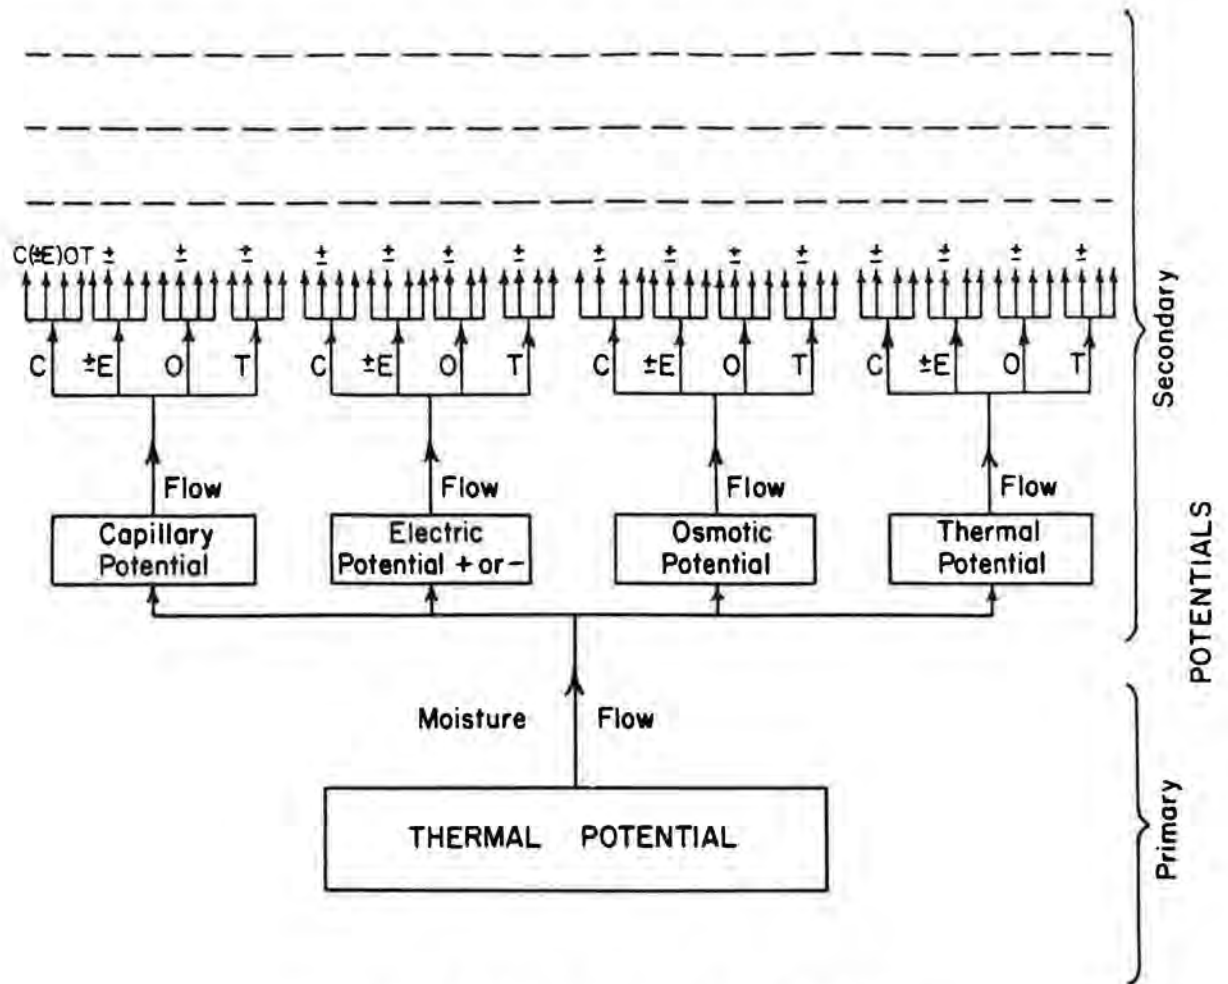 C(±E)OT ± ± ± ± ± ± ± ± ± ± ± ± ± ± ±
C ±E O T C ±E O T C ±E O T C ±E O T
Flow Flow Flow Flow
Capillary
Potential
Electric
Potential + or -
Osmotic
Potential
Thermal
Potential
Moisture Flow
THERMAL POTENTIAL
Secondary
Primary
POTENTIALS